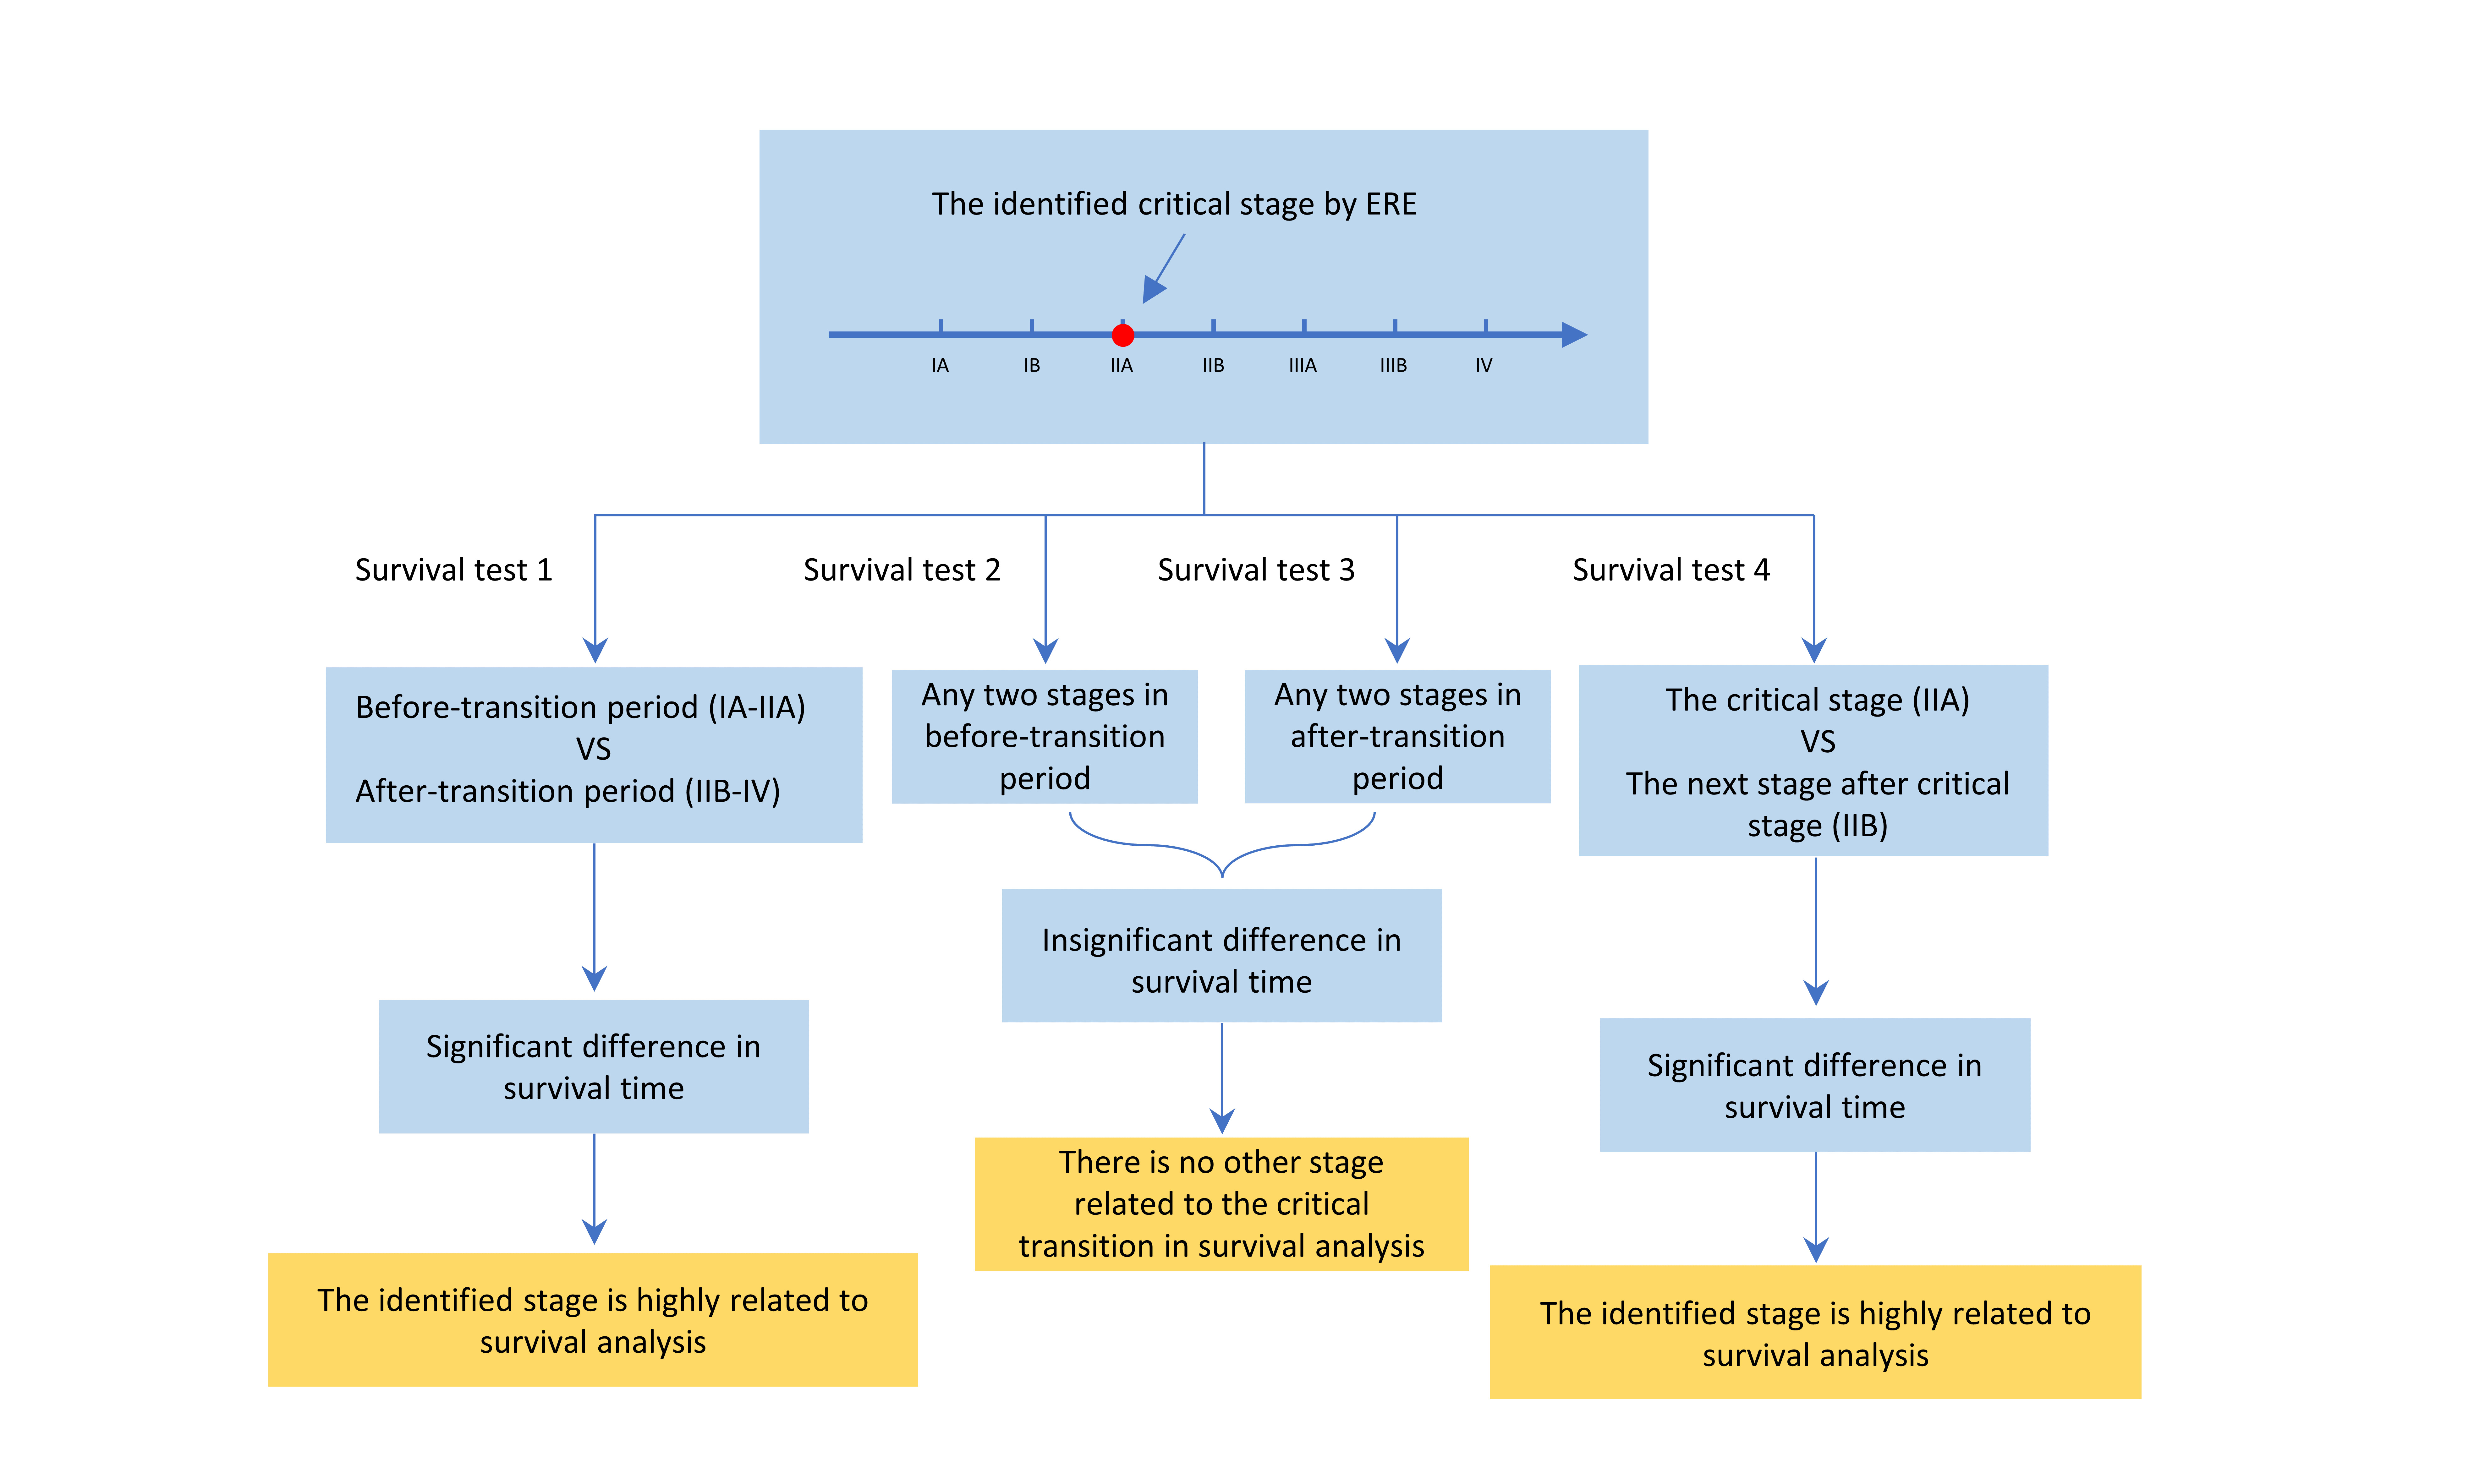 The identified critical stage by ERE
IA
IB
IIA
IIB
IIIA
IIIB
IV
Survival test 1
Survival test 2
Survival test 3
Survival test 4
Before-transition period (IA-IIA)
VS
After-transition period (IIB-IV)
Any two stages in
before-transition
period
Any two stages in
after-transition
period
The critical stage (IIA)
VS
The next stage after critical
stage (IIB)
Insignificant difference in
survival time
Significant difference in
survival time
Significant difference in
survival time
There is no other stage
related to the critical
transition in survival analysis
The identified stage is highly related to
survival analysis
The identified stage is highly related to
survival analysis